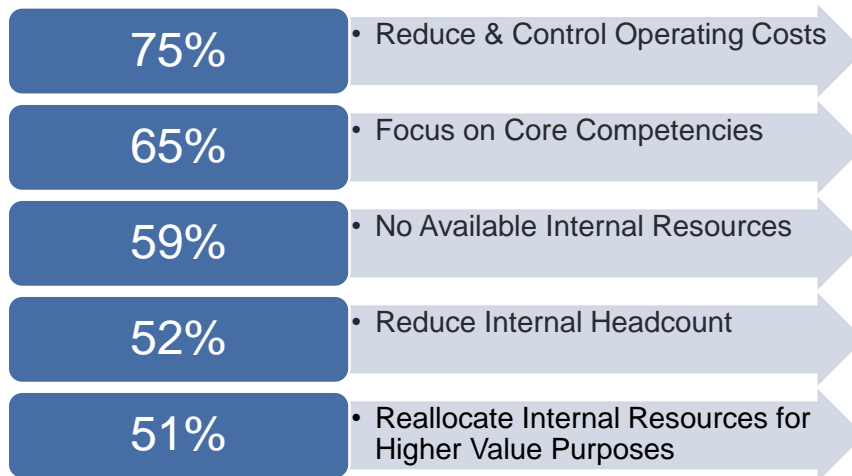 75%
• Reduce & Control Operating Costs
65%
• Focus on Core Competencies
59%
• No Available Internal Resources
52%
• Reduce Internal Headcount
51%
• Reallocate Internal Resources for
Higher Value Purposes